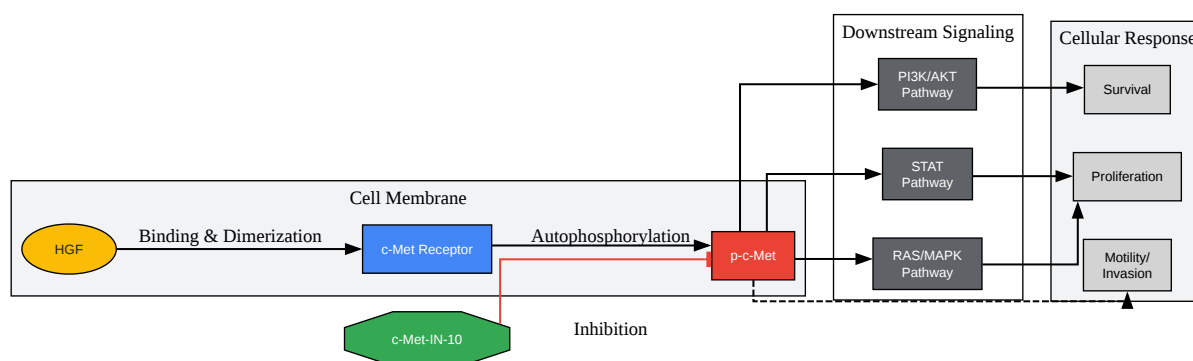 Downstream Signaling
Cellular Response
PI3K/AKT
Pathway
Survival
STAT
Pathway
Proliferation
Cell Membrane
HGF
Binding & Dimerization
c-Met Receptor
Autophosphorylation
p-c-Met
RAS/MAPK
Pathway
Motility/
Invasion
c-Met-IN-10
Inhibition